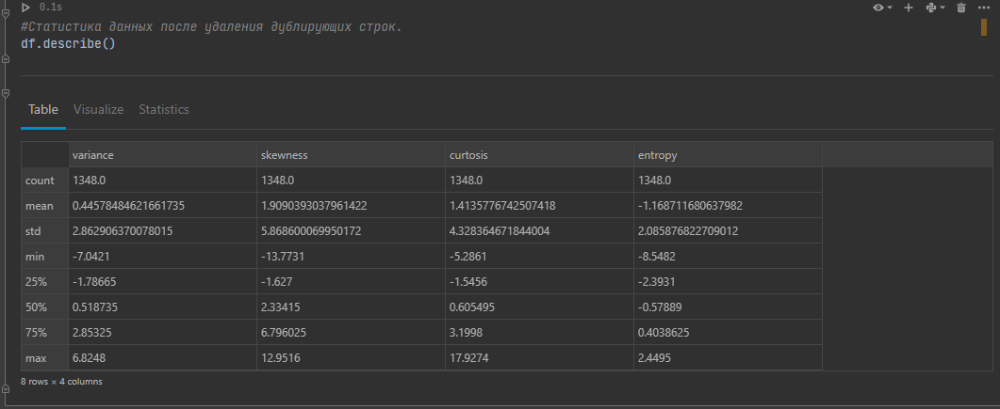 0.1s
#Статистика данных после удаления дублирующих строк.
df.describe()
Table Visualize Statistics
variance skewness curtosis entropy
count 1348.0 1348.0 1348.0 1348.0
mean 0.44578484621661735 1.9090393037961422 1.4135776742507418 -1.168711680637982
std 2.862906370078015 5.868600069950172 4.328364671844004 2.085876822709012
min -7.0421 -13.7731 -5.2861 -8.5482
25% -1.78665 -1.627 -1.5456 -2.3931
50% 0.518735 2.33415 0.605495 -0.57889
75% 2.85325 6.796025 3.1998 0.4038625
max 6.8248 12.9516 17.9274 2.4495
8 rows × 4 columns